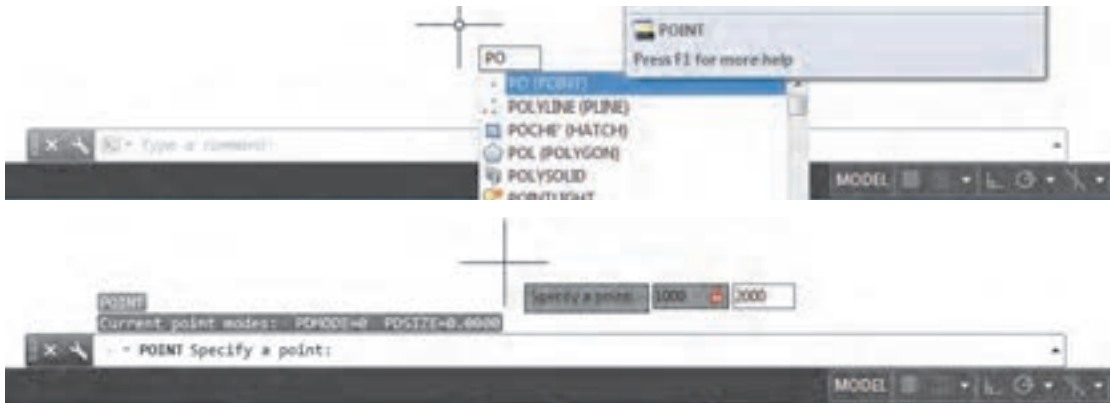 POINT
Press F1 for more help
PO
PO (POINT)
POLYLINE (PLINE)
POCHE' (HATCH)
POL (POLYGON)
POLYSOLID
POINTLIGHT
Type a command
MODEL
POINT
Current point modes: PDMODE=0 PDSIZE=0.0000
Specify a point: 1000 2000
POINT Specify a point:
MODEL